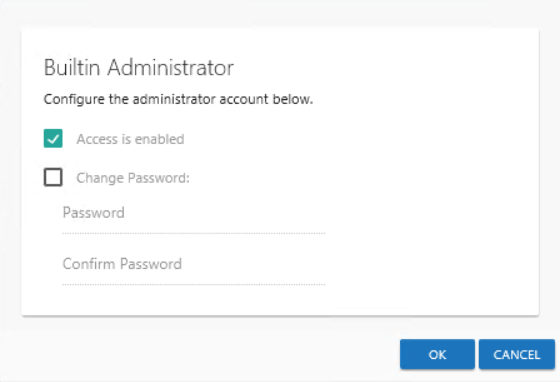 Builtin Administrator
Configure the administrator account below.
Access is enabled
Change Password:
Password
Confirm Password
OK
CANCEL